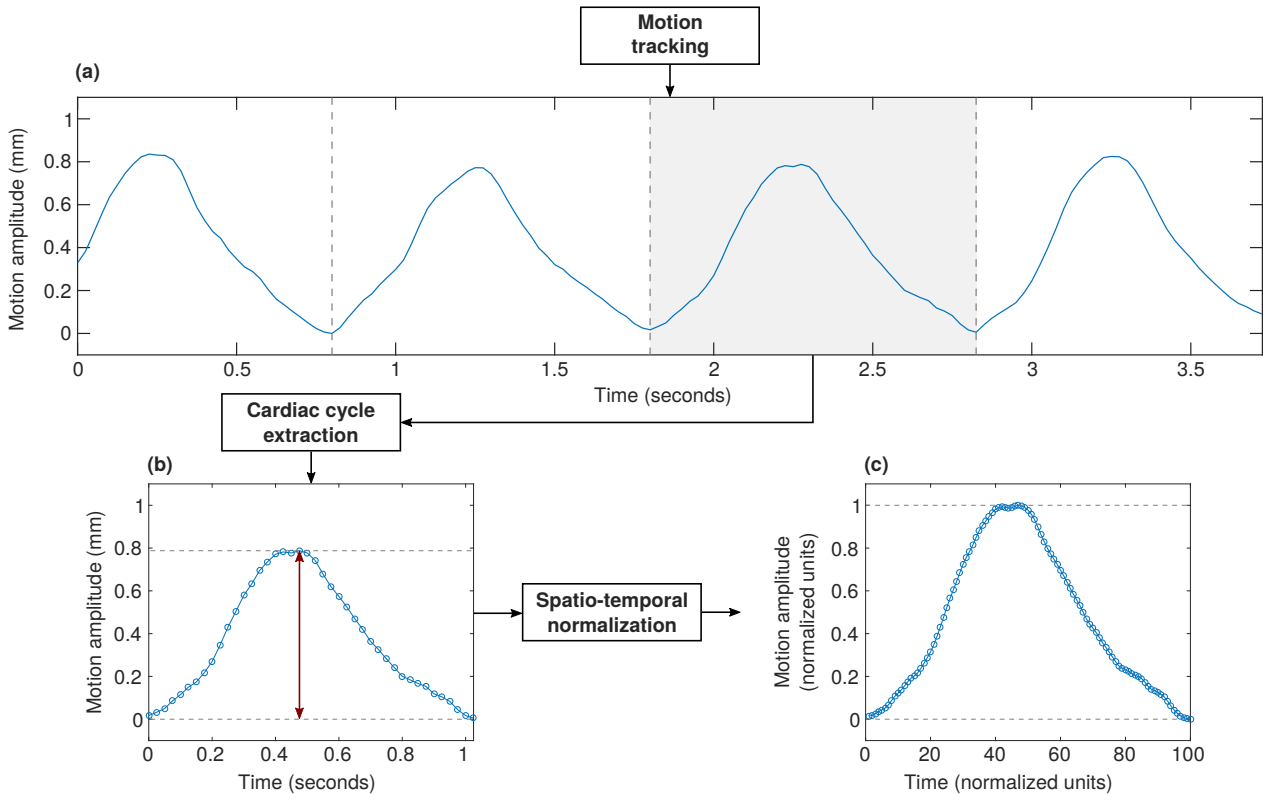 Motion
tracking
(a)
Motion amplitude (mm)
1
0.8
0.6
0.4
0.2
0
0 0.5 1 1.5 2 2.5 3 3.5
Time (seconds)
Cardiac cycle
extraction
(b)
Motion amplitude (mm)
1
0.8
0.6
0.4
0.2
0
0 0.2 0.4 0.6 0.8 1
Time (seconds)
Spatio-temporal
normalization
(c)
Motion amplitude
(normalized units)
1
0.8
0.6
0.4
0.2
0
0 20 40 60 80 100
Time (normalized units)